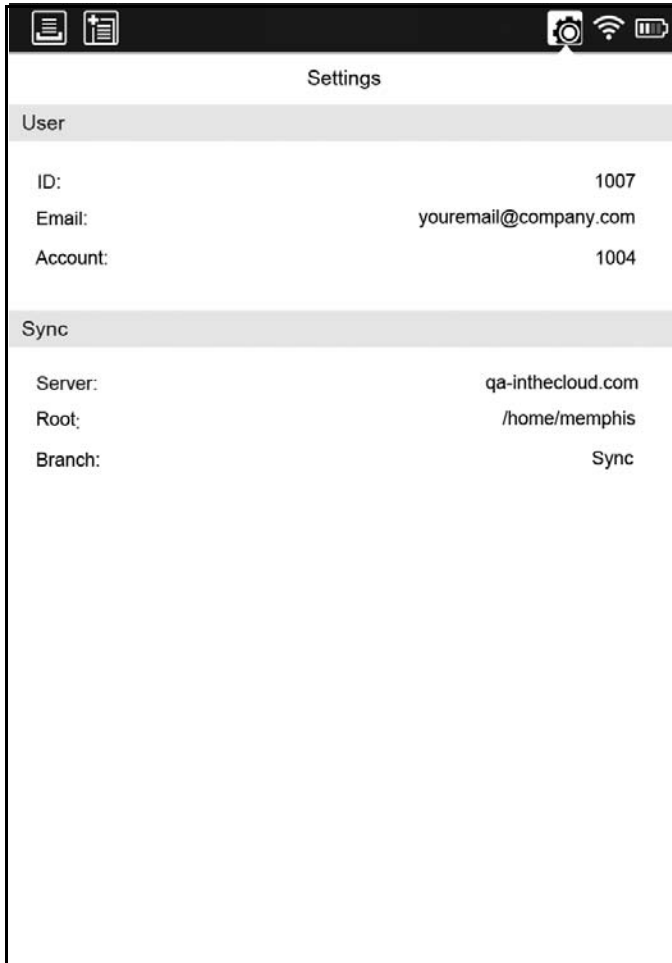 Settings
User
ID: 1007
Email: youremail@company.com
Account: 1004
Sync
Server: qa-inthecloud.com
Root: /home/memphis
Branch: Sync